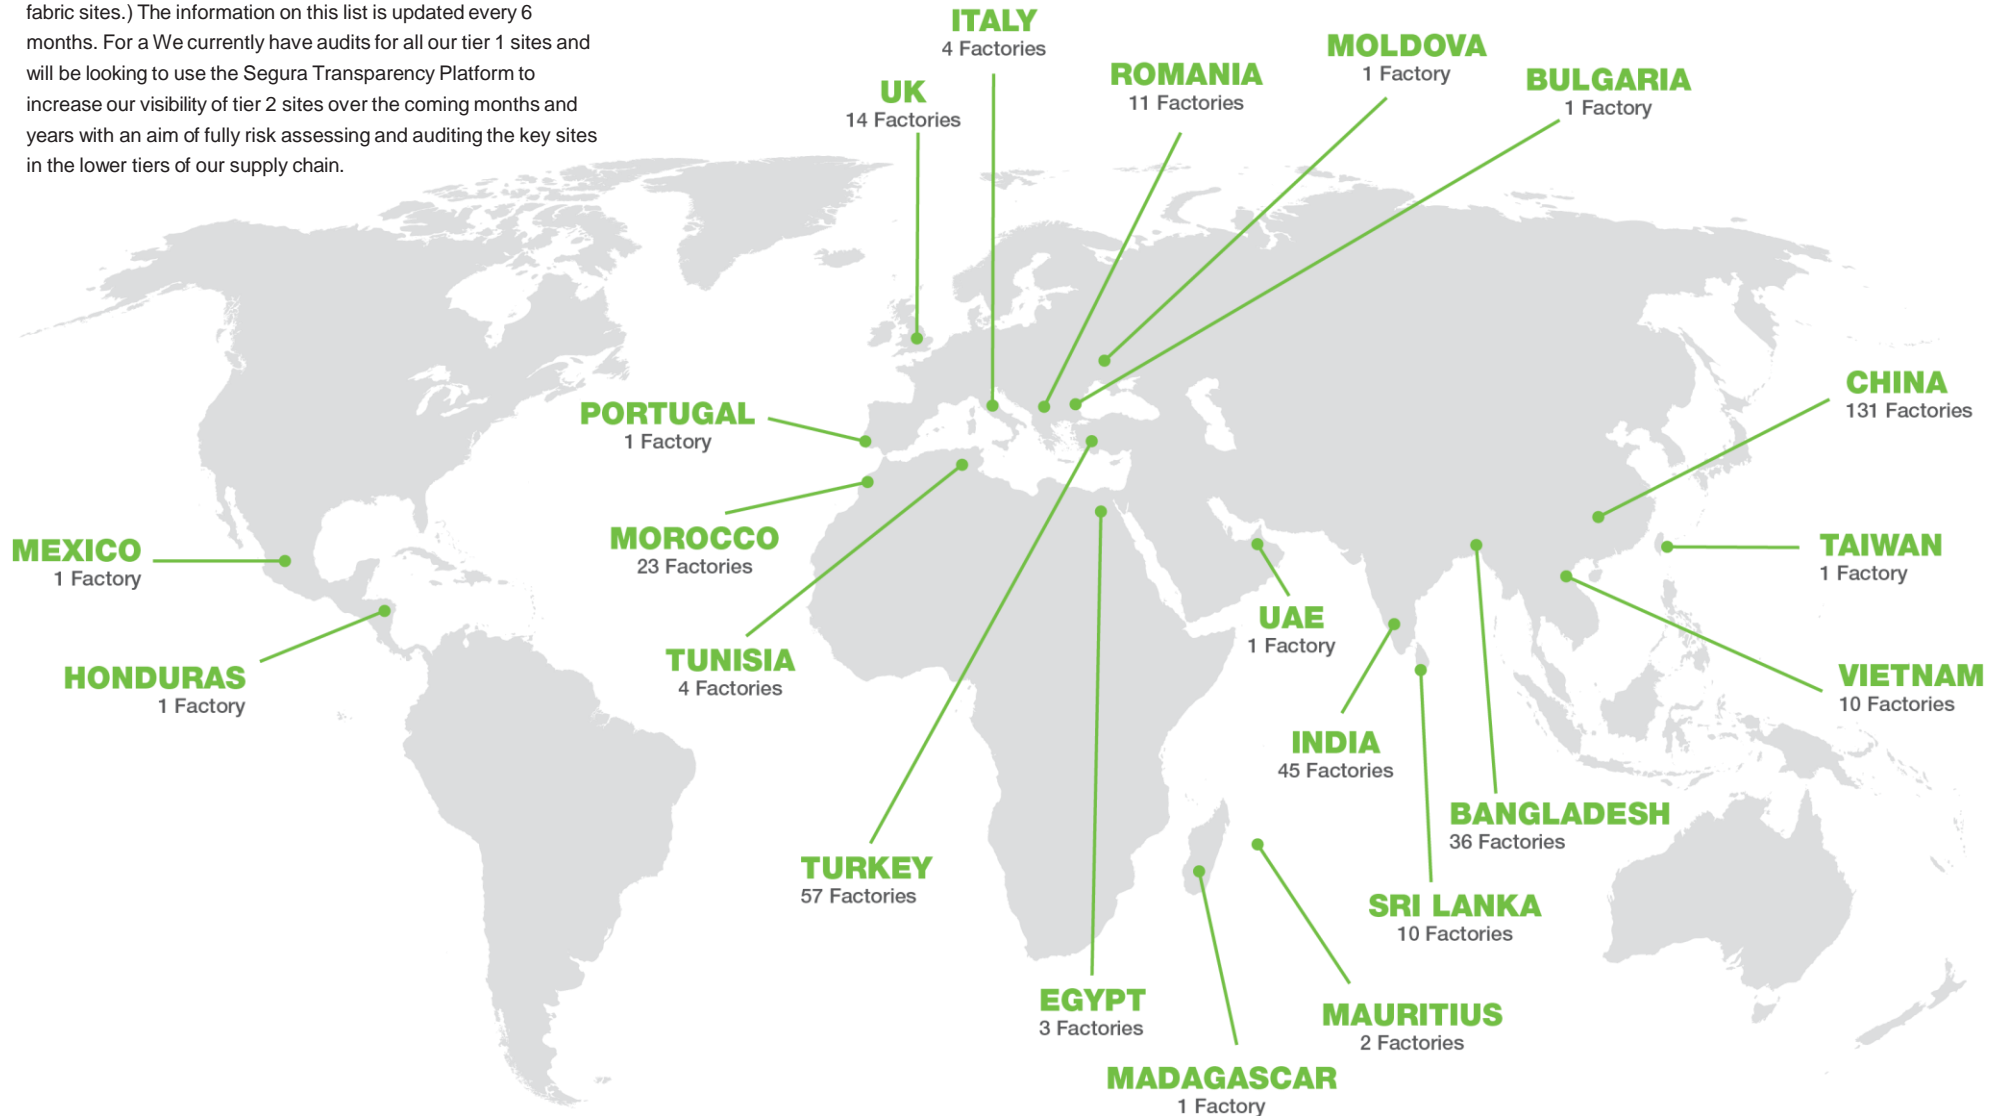 fabric sites.) The information on this list is updated every 6
months. For a We currently have audits for all our tier 1 sites and
will be looking to use the Segura Transparency Platform to
increase our visibility of tier 2 sites over the coming months and
years with an aim of fully risk assessing and auditing the key sites
in the lower tiers of our supply chain.
ITALY
4 Factories
MOLDOVA
1 Factory
ROMANIA
11 Factories
BULGARIA
1 Factory
UK
14 Factories
CHINA
131 Factories
PORTUGAL
1 Factory
MOROCCO
23 Factories
MEXICO
1 Factory
TAIWAN
1 Factory
UAE
1 Factory
TUNISIA
4 Factories
HONDURAS
1 Factory
VIETNAM
10 Factories
INDIA
45 Factories
BANGLADESH
36 Factories
TURKEY
57 Factories
SRI LANKA
10 Factories
EGYPT
3 Factories
MAURITIUS
2 Factories
MADAGASCAR
1 Factory